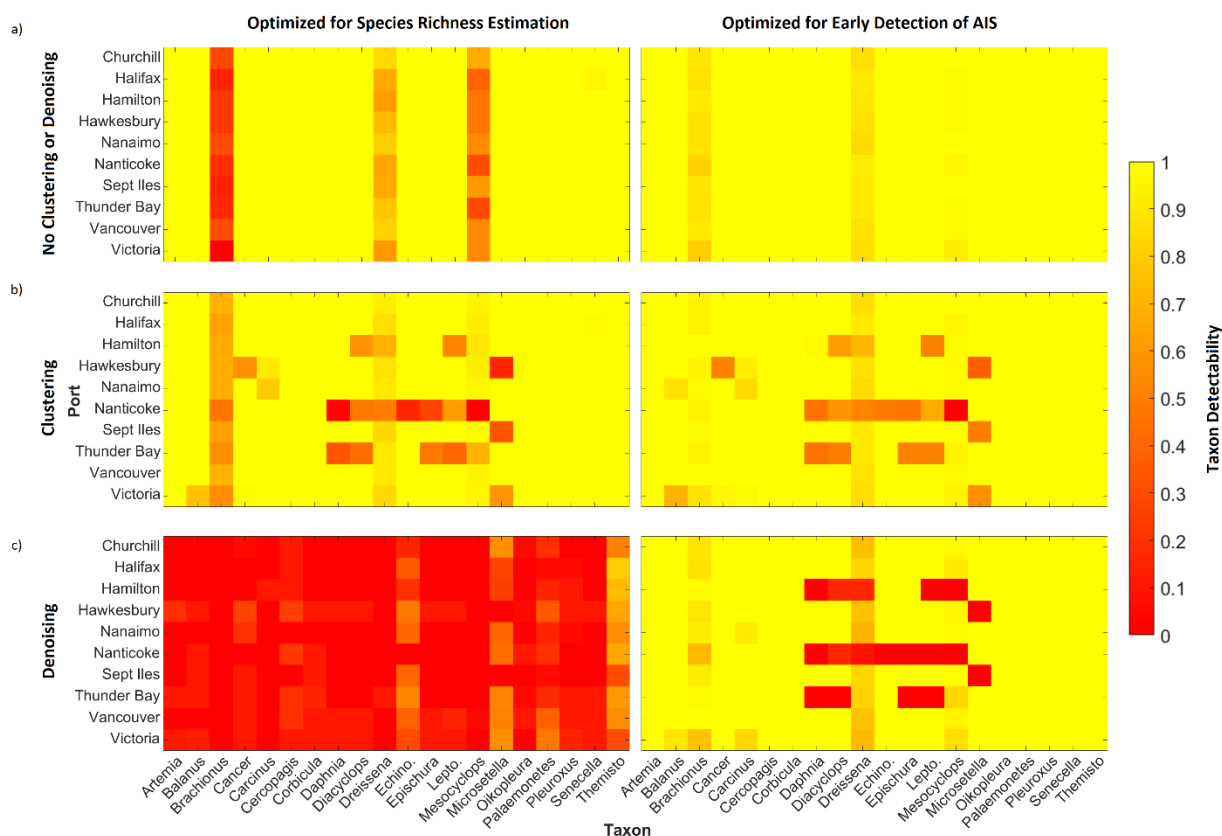 Optimized for Species Richness Estimation
Optimized for Early Detection of AIS
a)
No Clustering or Denoising
Churchill
Halifax
Hamilton
Hawkesbury
Nanaimo
Nanticoke
Sept Iles
Thunder Bay
Vancouver
Victoria
b)
Clustering
Port
Churchill
Halifax
Hamilton
Hawkesbury
Nanaimo
Nanticoke
Sept Iles
Thunder Bay
Vancouver
Victoria
c)
Denoising
Churchill
Halifax
Hamilton
Hawkesbury
Nanaimo
Nanticoke
Sept Iles
Thunder Bay
Vancouver
Victoria
Artemia
Balanus
Brachionus
Cancer
Carcinus
Cercopagis
Corbicula
Daphnia
Diacyclops
Dreissena
Echino.
Epischura
Lepto.
Mesocyclops
Microsetella
Oikopleura
Palaemonetes
Pleuroxus
Senecella
Themisto
Artemia
Balanus
Brachionus
Cancer
Carcinus
Cercopagis
Corbicula
Daphnia
Diacyclops
Dreissena
Echino.
Epischura
Lepto.
Mesocyclops
Microsetella
Oikopleura
Palaemonetes
Pleuroxus
Senecella
Themisto
Taxon
1
0.9
0.8
0.7
0.6
0.5
0.4
0.3
0.2
0.1
0
Taxon Detectability